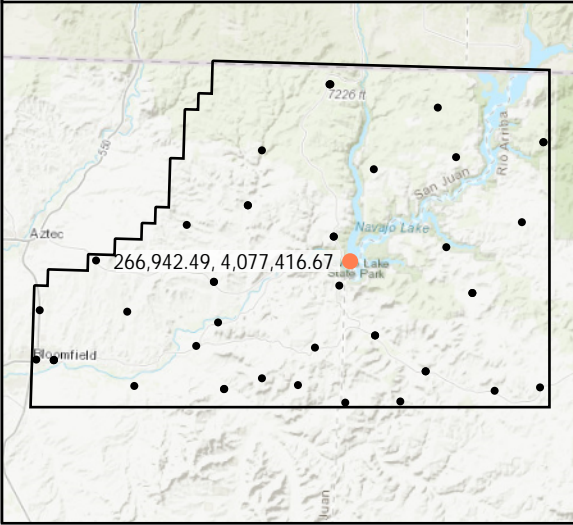 7226 ft
550
Rio Arriba
San Juan
Aztec
Navajo Lake
266,942.49, 4,077,416.67
Lake
State Park
Bloomfield
Juan